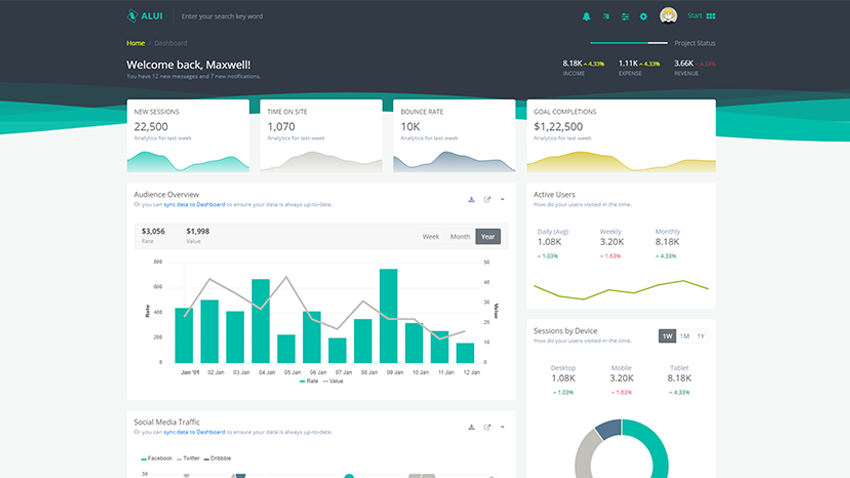 ALUI
Enter your search key word
Start
Home / Dashboard
Project Status
Welcome back, Maxwell!
You have 12 new messages and 7 new notifications.
8.18K 4.33%
INCOME
1.11K 4.33%
EXPENSE
3.66K 4.33%
REVENUE
NEW SESSIONS
22,500
Analytics for last week
TIME ON SITE
1,070
Analytics for last week
BOUNCE RATE
10K
Analytics for last week
GOAL COMPLETIONS
$1,22,500
Analytics for last week
Audience Overview
Or you can sync data to Dashboard to ensure your data is always up-to-date.
$3,056
Rate
$1,998
Value
Week Month Year
800
600
400
200
0
Rate
50
40
30
20
10
0
Value
Jan '01 02 Jan 03 Jan 04 Jan 05 Jan 06 Jan 07 Jan 08 Jan 09 Jan 10 Jan 11 Jan 12 Jan
Rate Value
Active Users
How do your users visited in the time.
Daily (Avg)
1.08K
1.03%
Weekly
3.20K
1.63%
Monthly
8.18K
4.33%
Sessions by Device
How do your users visited in the time.
1W 1M 1Y
Desktop
1.08K
1.03%
Mobile
3.20K
1.63%
Tablet
8.18K
4.33%
Social Media Traffic
Or you can sync data to Dashboard to ensure your data is always up-to-date.
Facebook Twitter Dribbble
30